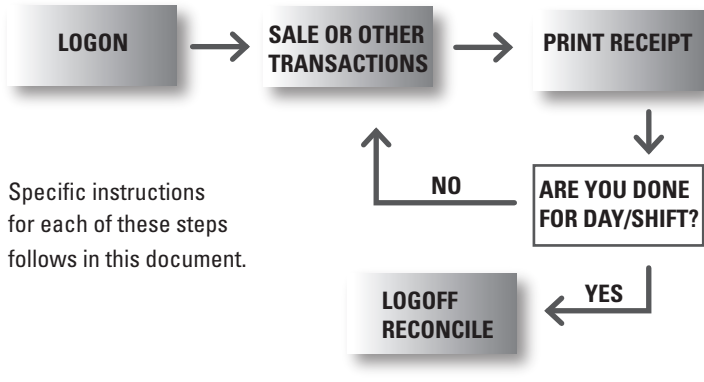 LOGON
SALE OR OTHER
TRANSACTIONS
PRINT RECEIPT
ARE YOU DONE
FOR DAY/SHIFT?
NO
YES
LOGOFF
RECONCILE
Specific instructions
for each of these steps
follows in this document.